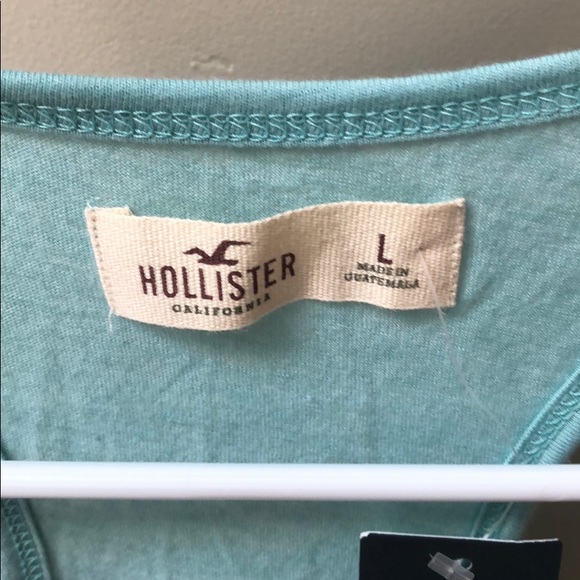 HOLLISTER
CALIFORNIA
L
MADE IN
GUATEMALA